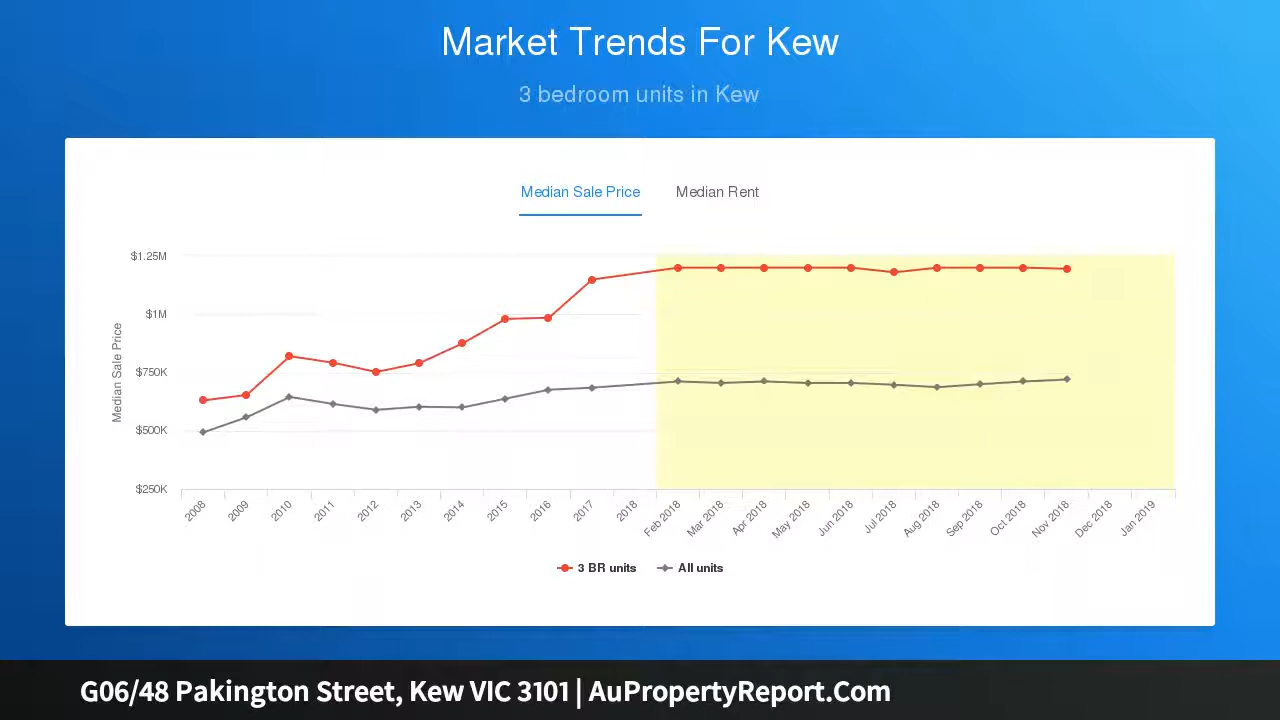 Market Trends For Kew
3 bedroom units in Kew
Median Sale Price Median Rent
$1.25M
$1M
$750K
$500K
$250K
Median Sale Price
2008 2009 2010 2011 2012 2013 2014 2015 2016 2017 2018 Feb 2018 Mar 2018 Apr 2018 May 2018 Jun 2018 Jul 2018 Aug 2018 Sep 2018 Oct 2018 Nov 2018 Dec 2018 Jan 2019
3 BR units All units
G06/48 Pakington Street, Kew VIC 3101 | AuPropertyReport.Com